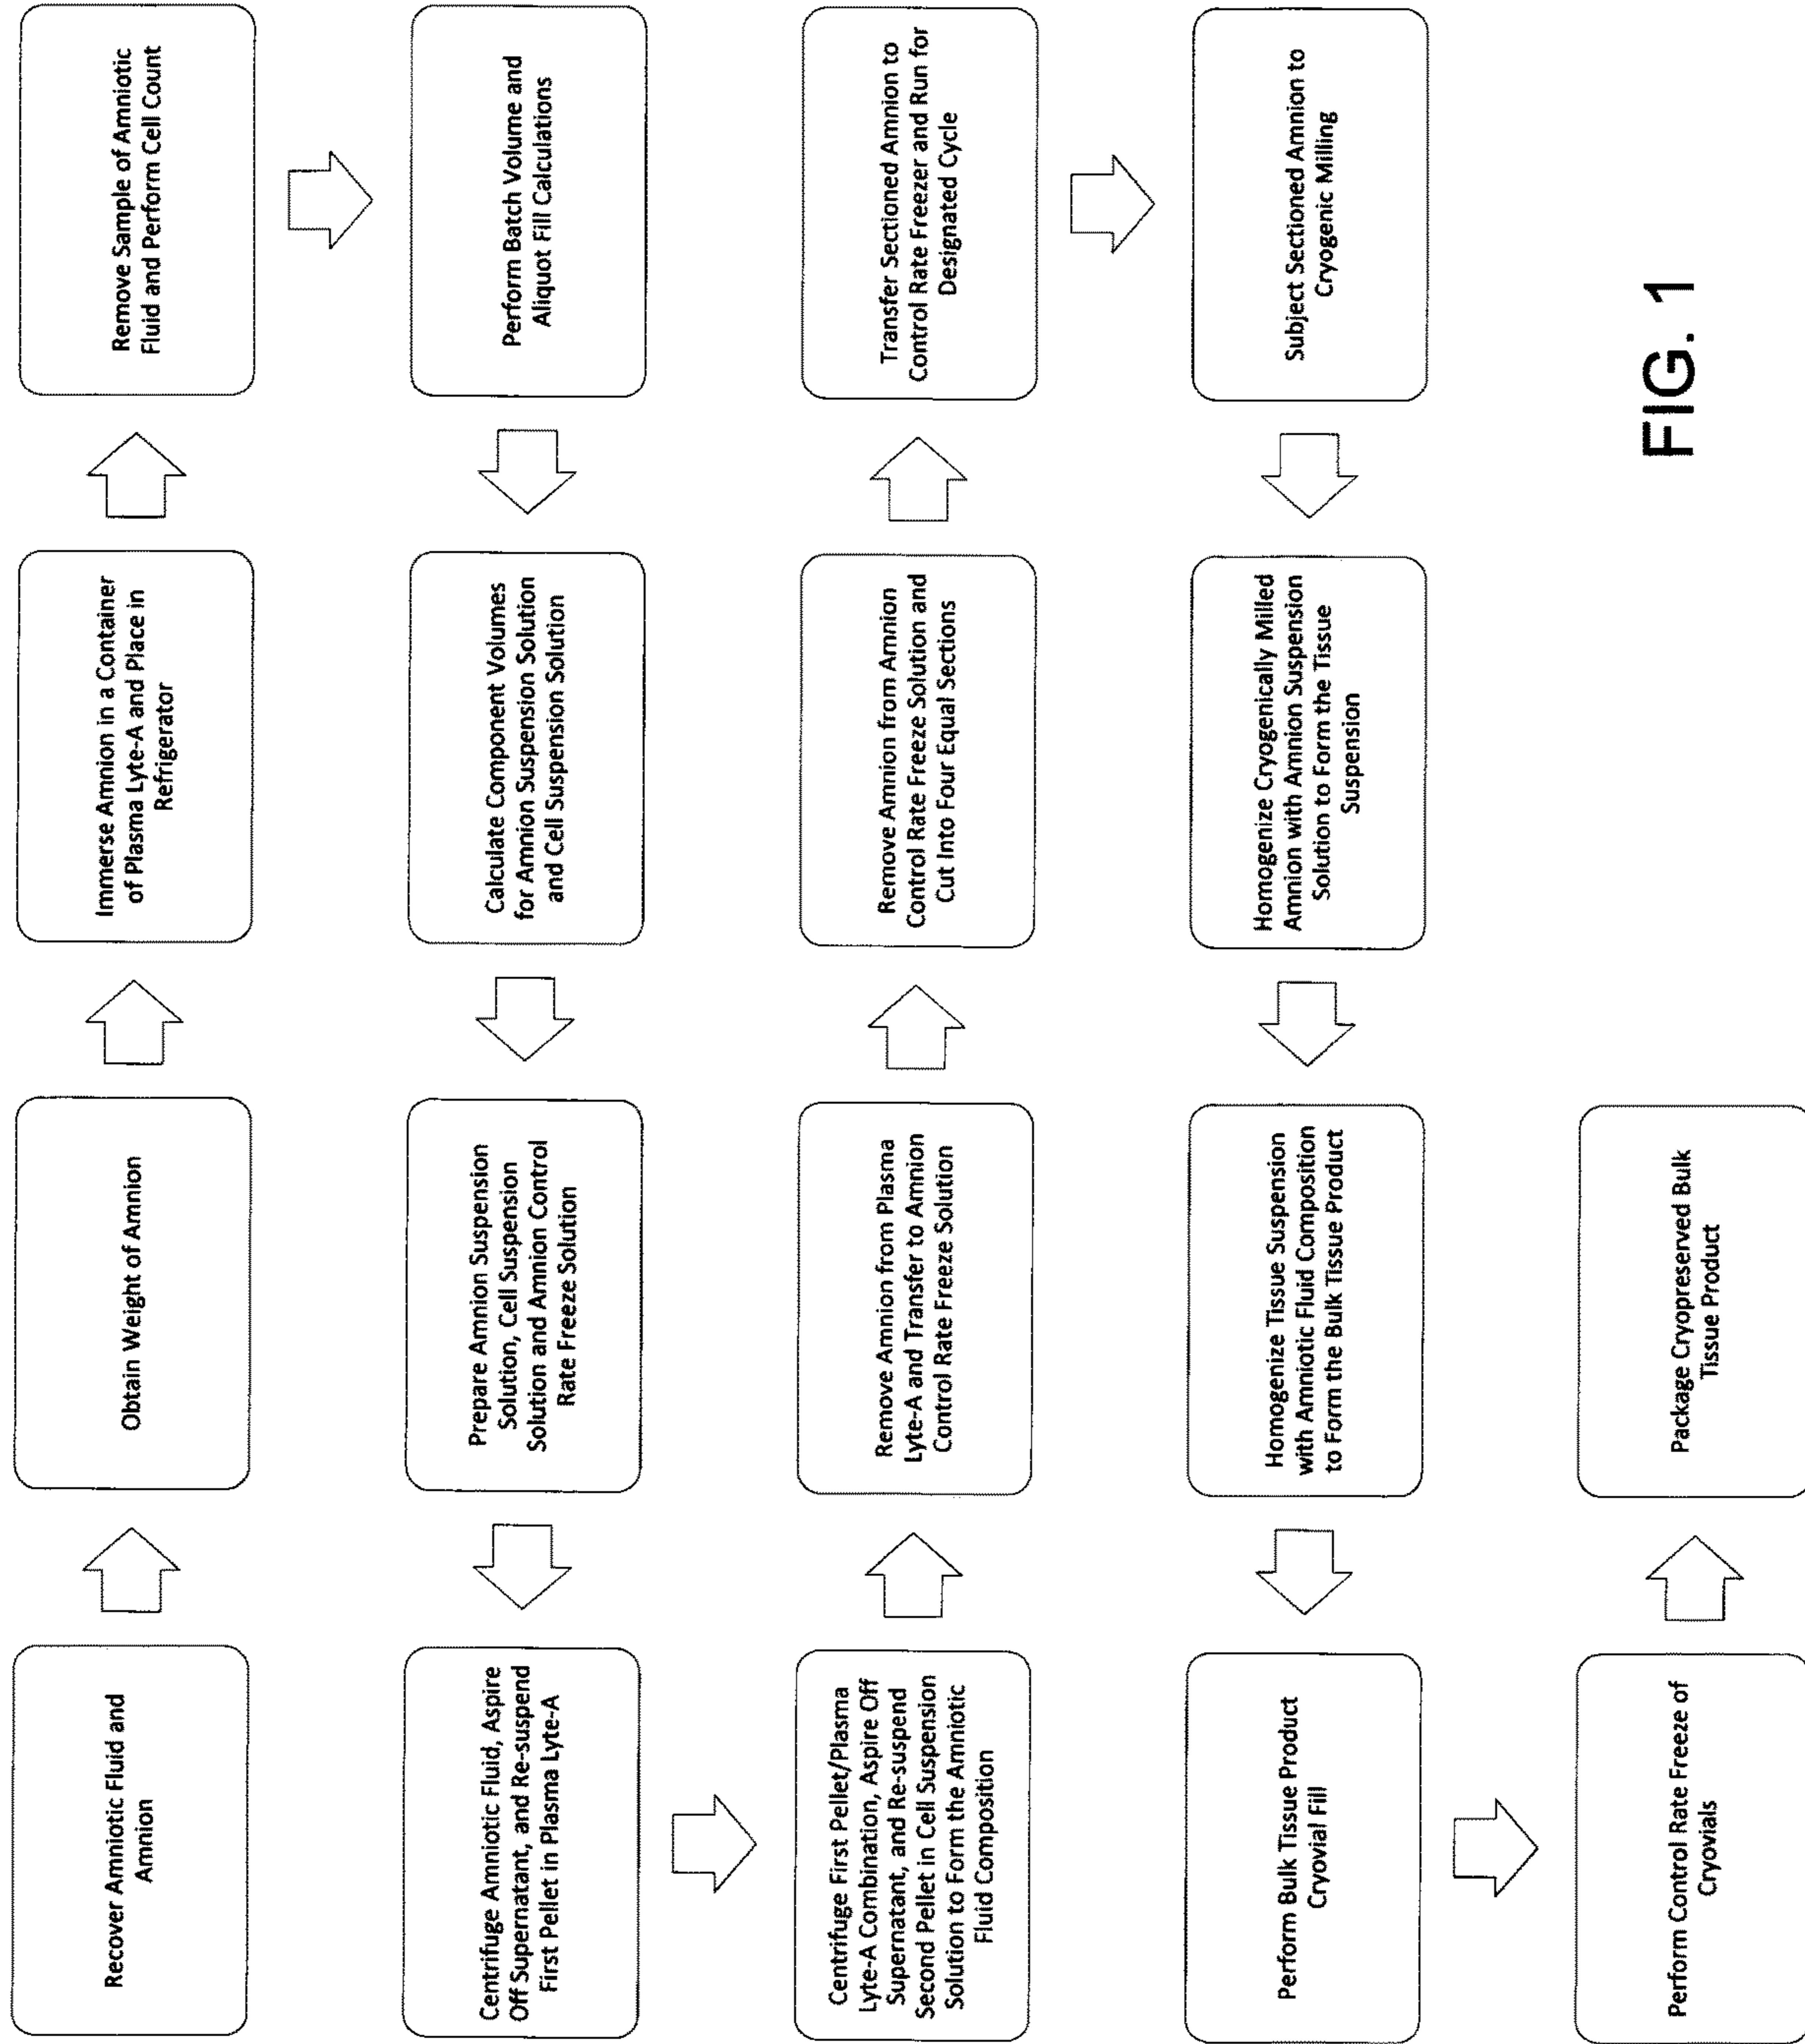 Recover Amniotic Fluid and
Amnion
Obtain Weight of Amnion
Immerse Amnion in a Container
of Plasma Lyte-A and Place in
Refrigerator
Remove Sample of Amniotic
Fluid and Perform Cell Count
Perform Batch Volume and
Aliquot Fill Calculations
Calculate Component Volumes
for Amnion Suspension Solution
and Cell Suspension Solution
Prepare Amnion Suspension
Solution, Cell Suspension
Solution and Amnion Control
Rate Freeze Solution
Centrifuge Amniotic Fluid, Aspire
Off Supernatant, and Re-suspend
First Pellet in Plasma Lyte-A
Centrifuge First Pellet/Plasma
Lyte-A Combination, Aspire Off
Supernatant, and Re-suspend
Second Pellet in Cell Suspension
Solution to Form the Amniotic
Fluid Composition
Remove Amnion from Plasma
Lyte-A and Transfer to Amnion
Control Rate Freeze Solution
Remove Amnion from Amnion
Control Rate Freeze Solution and
Cut Into Four Equal Sections
Transfer Sectioned Amnion to
Control Rate Freezer and Run for
Designated Cycle
Subject Sectioned Amnion to
Cryogenic Milling
Homogenize Cryogenically Milled
Amnion with Amnion Suspension
Solution to Form the Tissue
Suspension
Homogenize Tissue Suspension
with Amniotic Fluid Composition
to Form the Bulk Tissue Product
Perform Bulk Tissue Product
Cryovial Fill
Perform Control Rate Freeze of
Cryovials
Package Cryopreserved Bulk
Tissue Product
FIG. 1